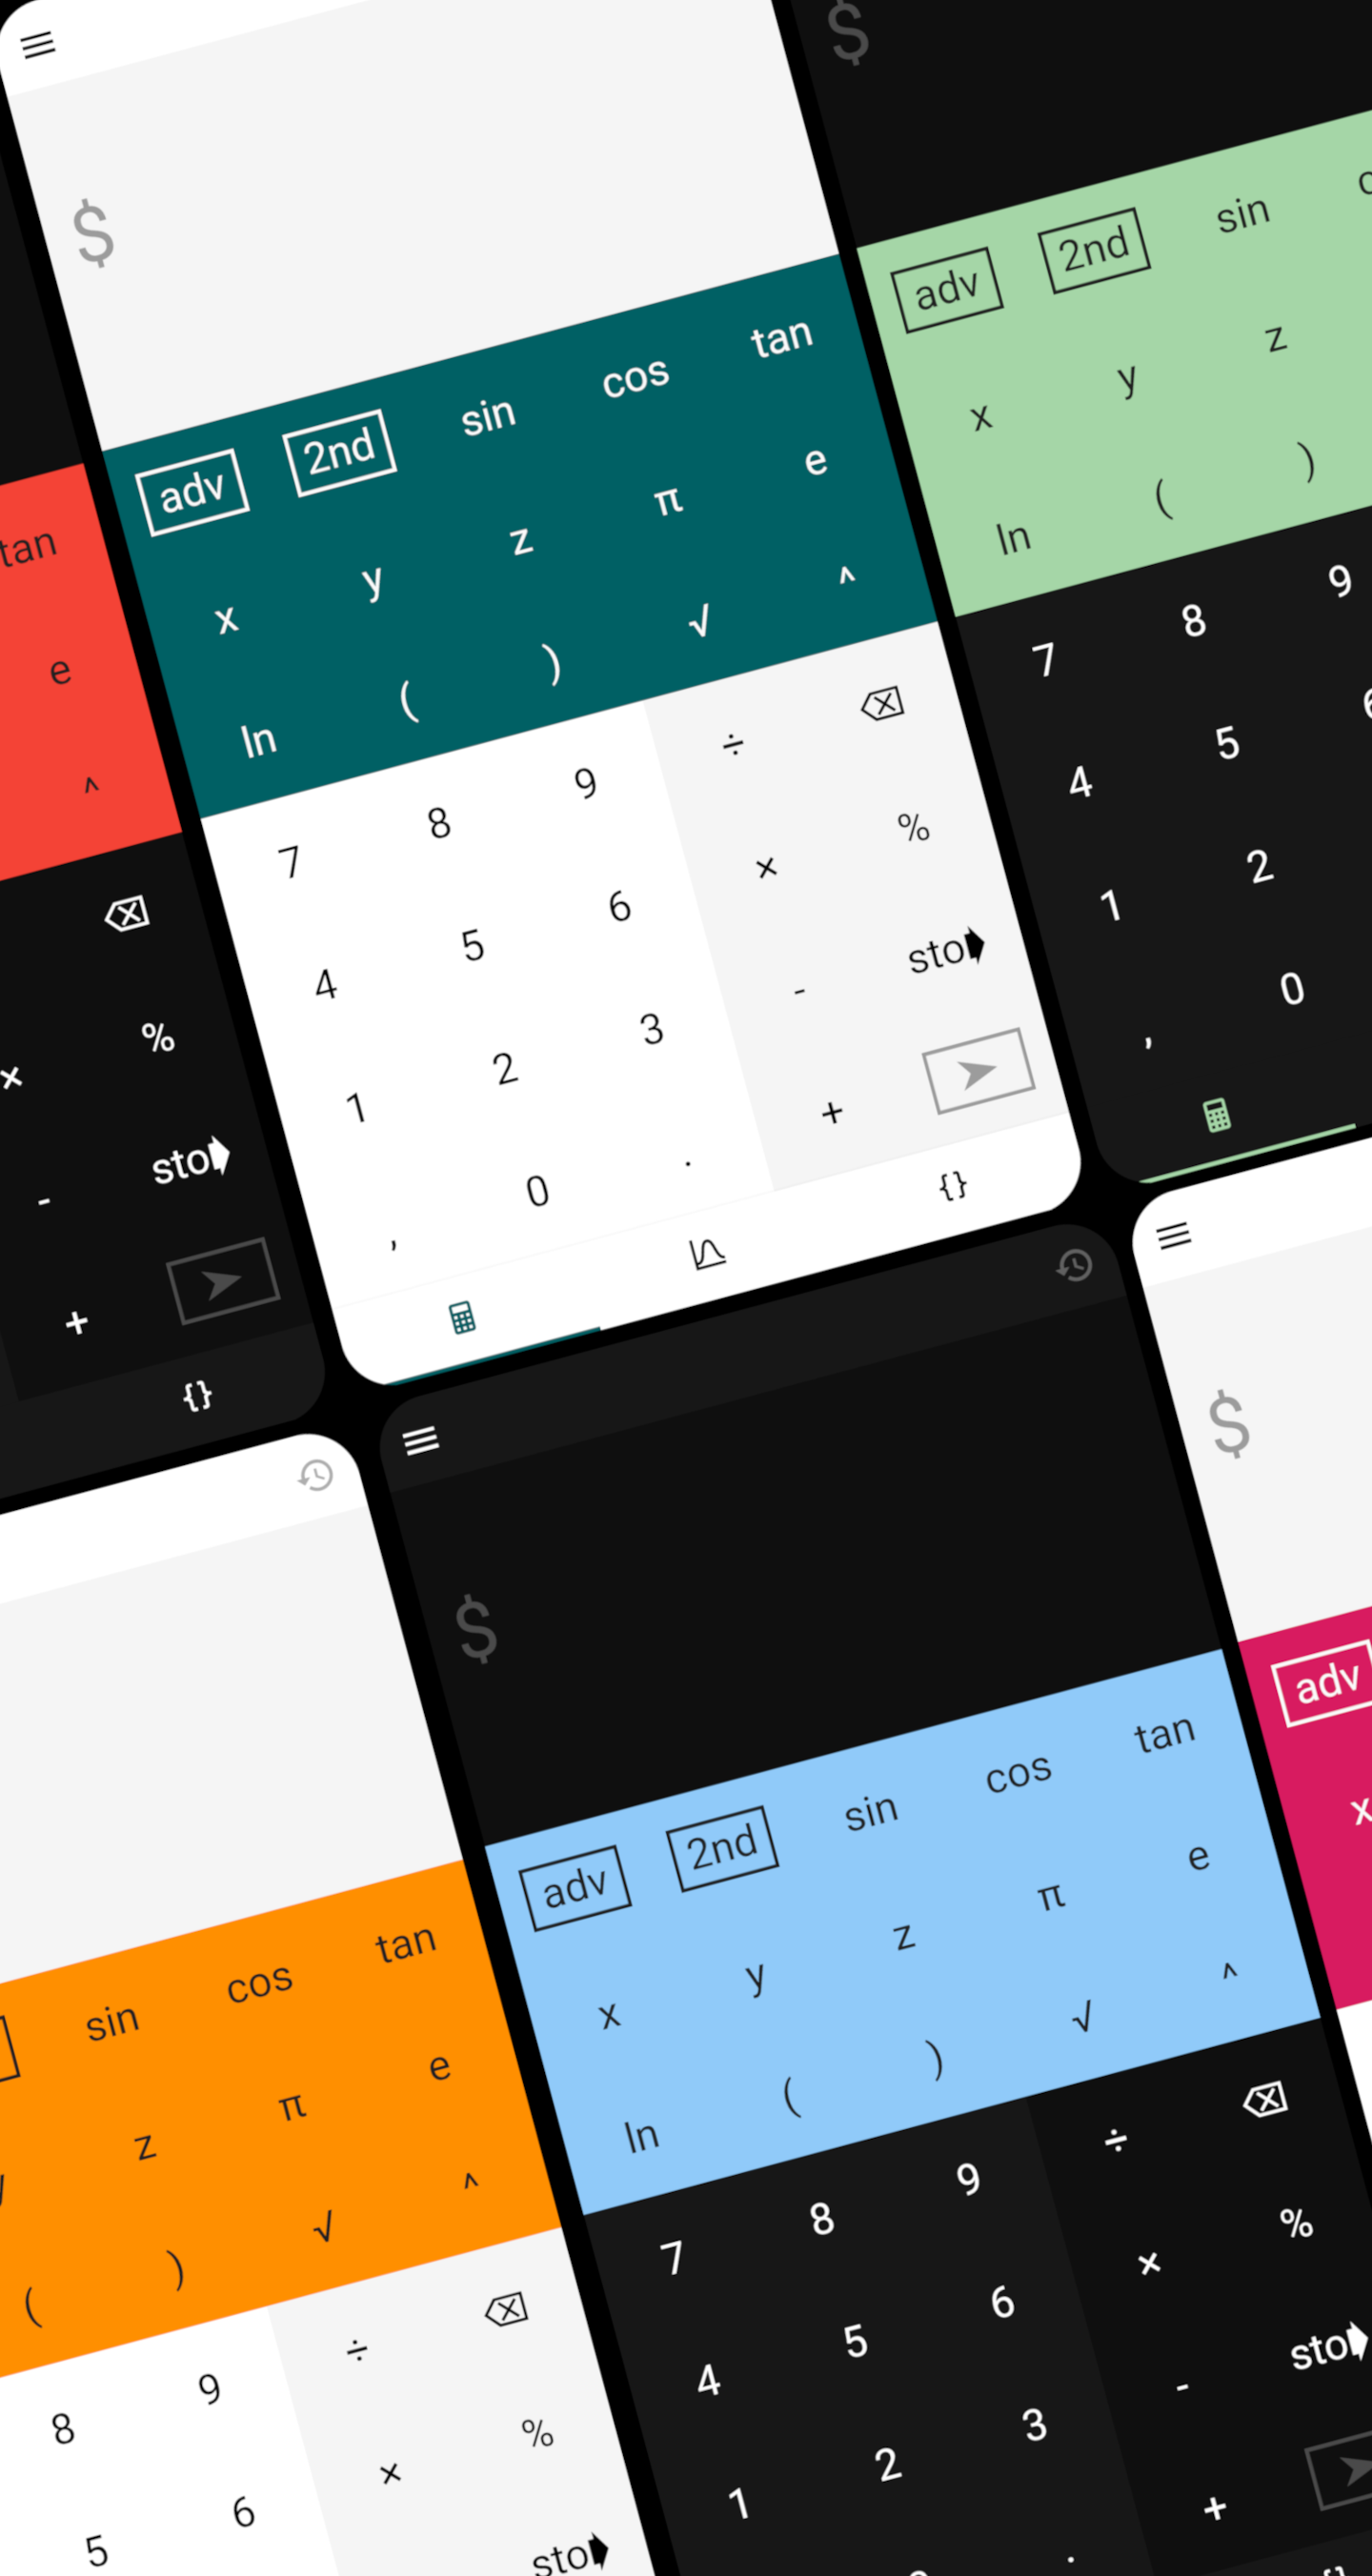 $
adv 2nd sin cos tan
x y z π e
ln ( ) √ ^
7 8 9 ÷
4 5 6 × %
1 2 3 - sto
, 0 . +
{}
$
adv 2nd sin
x y z
ln ( )
7 8 9
4 5
1 2
, 0
tan
e
^
× %
- sto
+
{}
sin cos tan
z π e
( ) √ ^
8 9 ÷
5 6 × %
sto
$
adv 2nd sin cos tan
x y z π e
ln ( ) √ ^
7 8 9 ÷
4 5 6 × %
1 2 3 - sto
. +
$
adv
x